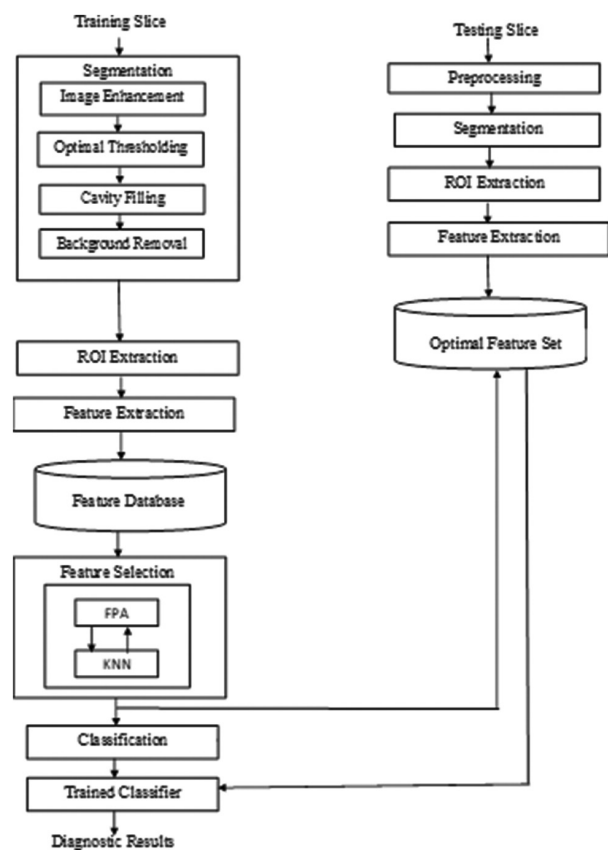 Training Slice
Segmentation
Image Enhancement
Optimal Thresholding
Cavity Filling
Background Removal
ROI Extraction
Feature Extraction
Feature Database
Feature Selection
FPA
KNN
Classification
Trained Classifier
Diagnostic Results
Testing Slice
Preprocessing
Segmentation
ROI Extraction
Feature Extraction
Optimal Feature Set